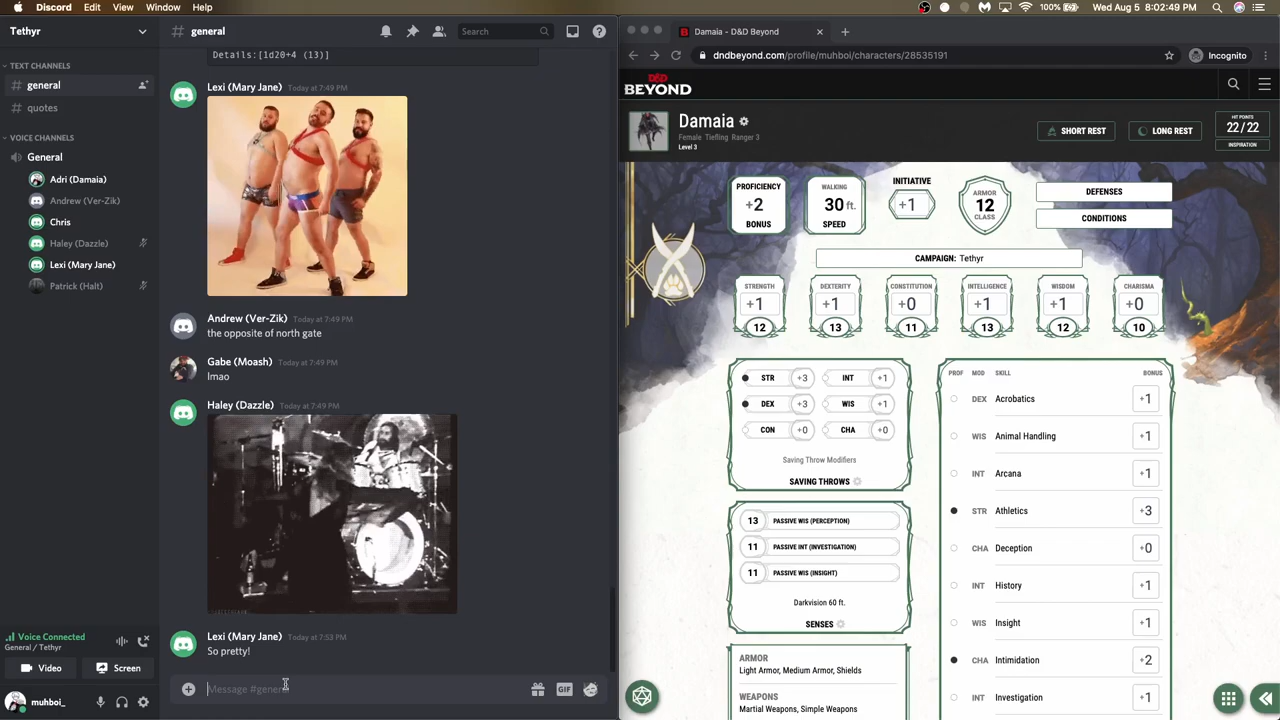 muhboi
View
8:02:09 PM
Tethyr
# general
Search
TEXT CHANNELS
# general
# quotes
VOICE CHANNELS
General
Adri (Damaia)
Andrew (Ver-Zik)
Chris
Haley (Dazzle)
Lexi (Mary Jane)
Patrick (Halt)
Voice Connected
General / Tethyr
Screen
muhboi_
Details:[1d20+4 (13)]
Lexi (Mary Jane) Today at 7:49 PM
Andrew (Ver-Zik) Today at 7:49 PM
the opposite of north gate
Gabe (Moash) Today at 7:49 PM
lmao
Haley (Dazzle) Today at 7:49 PM
Lexi (Mary Jane) Today at 7:53 PM
So pretty!
Message #general
GIF
Damaia - D&D Beyond
dndbeyond.com/profile/muhboi/characters/28535191
Incognito
D&D
BEYOND
Damaia
Female Tiefling Ranger 3
Level 3
SHORT REST
LONG REST
HIT POINTS
22/22
INSPIRATION
PROFICIENCY
+2
BONUS
WALKING
30 ft.
SPEED
INITIATIVE
+1
ARMOR
12
CLASS
DEFENSES
CONDITIONS
CAMPAIGN: Tethyr
STRENGTH
+1
12
DEXTERITY
+1
13
CONSTITUTION
+0
11
INTELLIGENCE
+1
13
WISDOM
+1
12
CHARISMA
+0
10
STR +3 INT +1
DEX +3 WIS +1
CON +0 CHA +0
Saving Throw Modifiers
SAVING THROWS
13 PASSIVE WIS (PERCEPTION)
11 PASSIVE INT (INVESTIGATION)
11 PASSIVE WIS (INSIGHT)
Darkvision 60 ft.
SENSES
ARMOR
Light Armor, Medium Armor, Shields
WEAPONS
Martial Weapons, Simple Weapons
PROF MOD SKILL BONUS
DEX Acrobatics +1
WIS Animal Handling +1
INT Arcana +1
STR Athletics +3
CHA Deception +0
INT History +1
WIS Insight +1
CHA Intimidation +2
INT Investigation +1